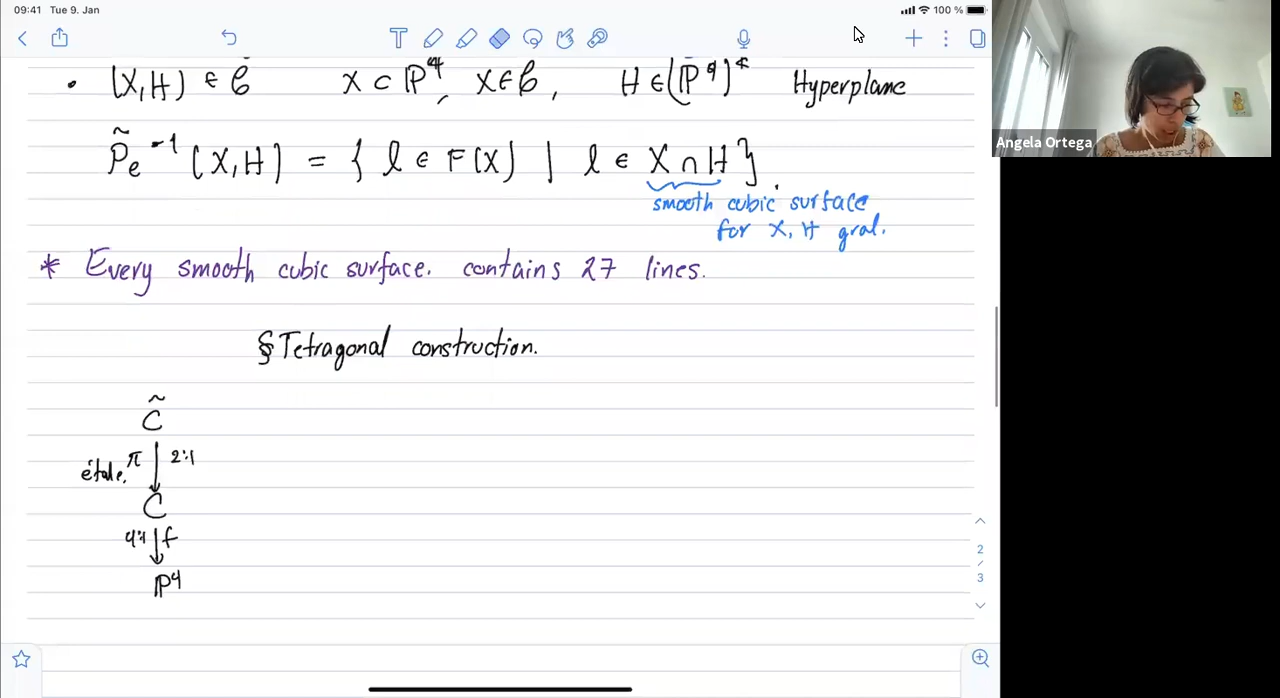 09:41 Tue 9. Jan 100 %
• (X,H) ∈ 𝒞̃ X ⊂ ℙ⁴, X ∈ 𝒞, H ∈ (ℙ⁴)* Hyperplane
P̃e⁻¹ (X,H) = { l ∈ F(X) | l ∈ X ∩ H }.
smooth cubic surface
for X, H gral.
* Every smooth cubic surface. contains 27 lines.
§ Tetragonal construction.
C̃
étale. π ↓ 2:1
C
4:1 ↓ f
ℙ⁴
2
/
3
Angela Ortega